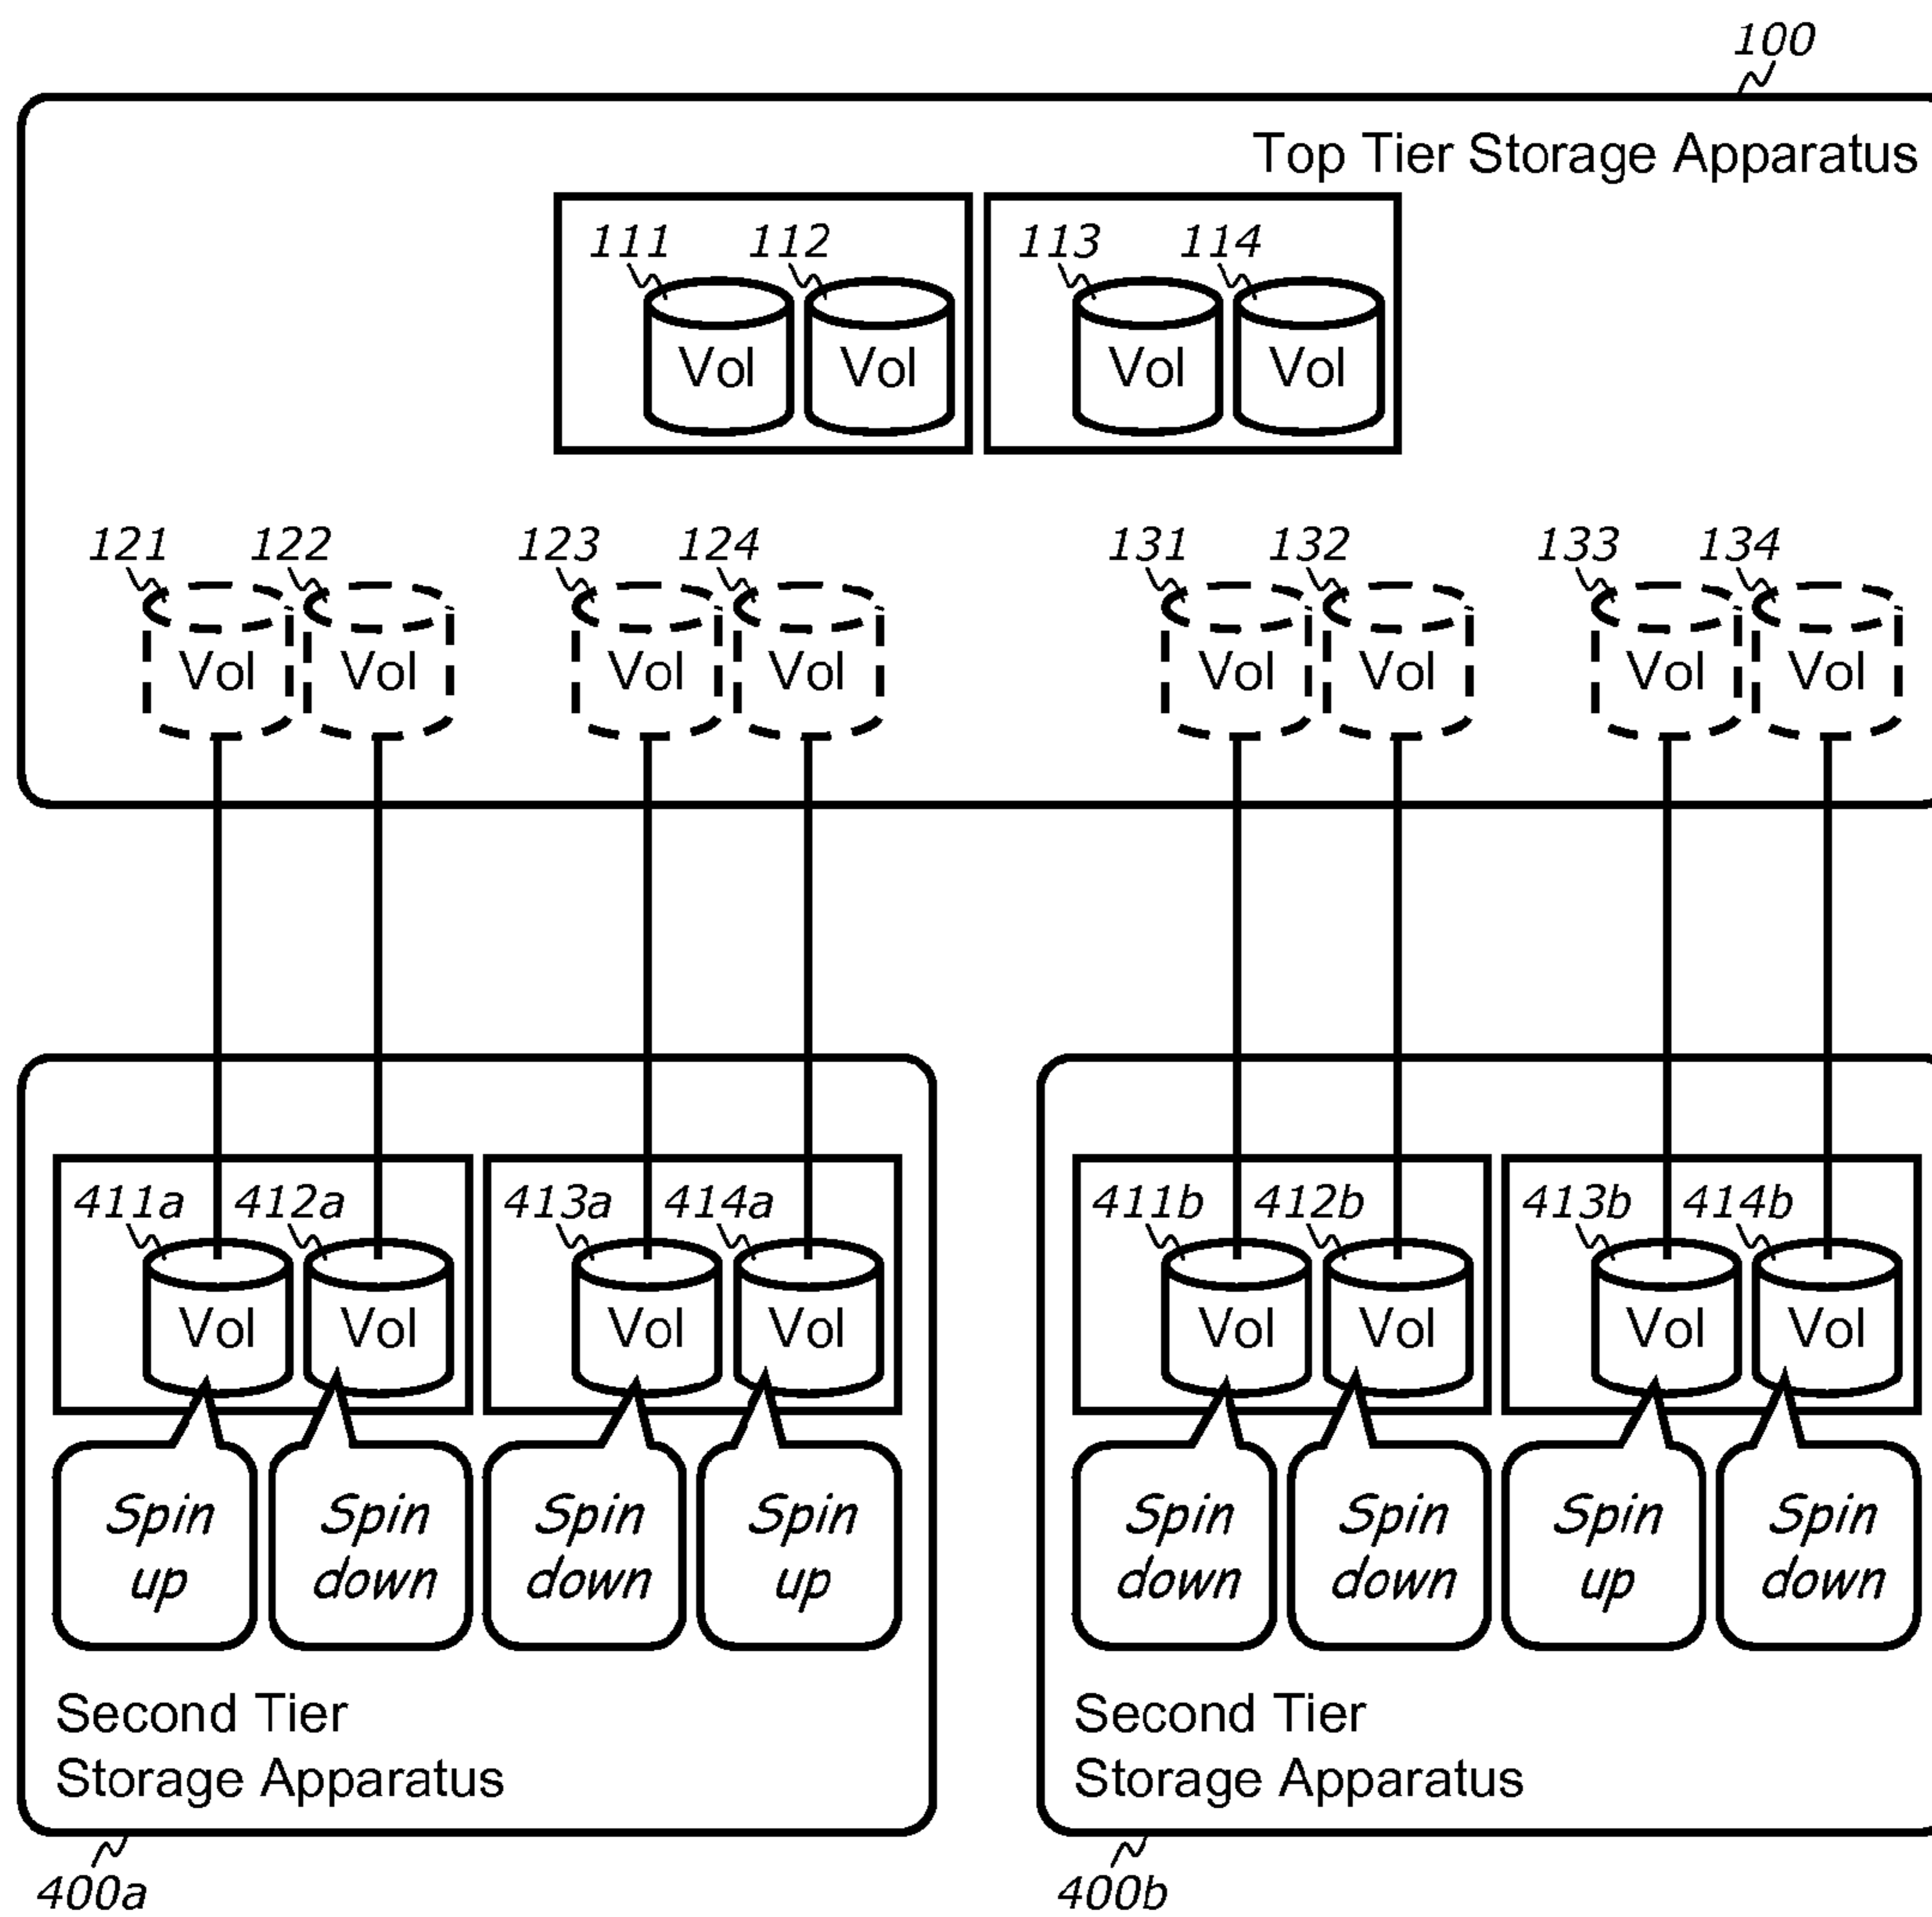 100
Top Tier Storage Apparatus
111 112 113 114
Vol Vol Vol Vol
121 122 123 124 131 132 133 134
Vol Vol Vol Vol Vol Vol Vol Vol
411a 412a 413a 414a 411b 412b 413b 414b
Vol Vol Vol Vol Vol Vol Vol Vol
Spin Spin Spin Spin Spin Spin Spin Spin
up down down up down down up down
Second Tier
Storage Apparatus
Second Tier
Storage Apparatus
400a 400b